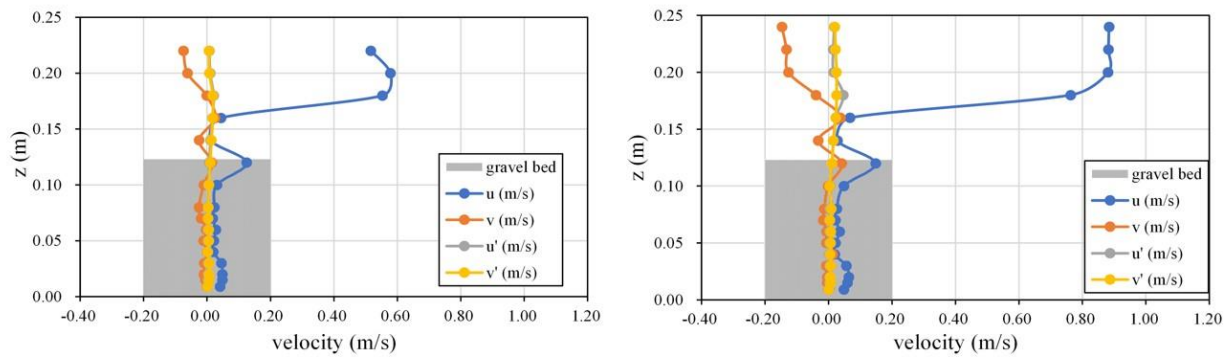 0.25
0.20
0.15
0.10
0.05
0.00
z (m)
-0.40 -0.20 0.00 0.20 0.40 0.60 0.80 1.00 1.20
velocity (m/s)
gravel bed
u (m/s)
v (m/s)
u' (m/s)
v' (m/s)
0.25
0.20
0.15
0.10
0.05
0.00
z (m)
-0.40 -0.20 0.00 0.20 0.40 0.60 0.80 1.00 1.20
velocity (m/s)
gravel bed
u (m/s)
v (m/s)
u' (m/s)
v' (m/s)